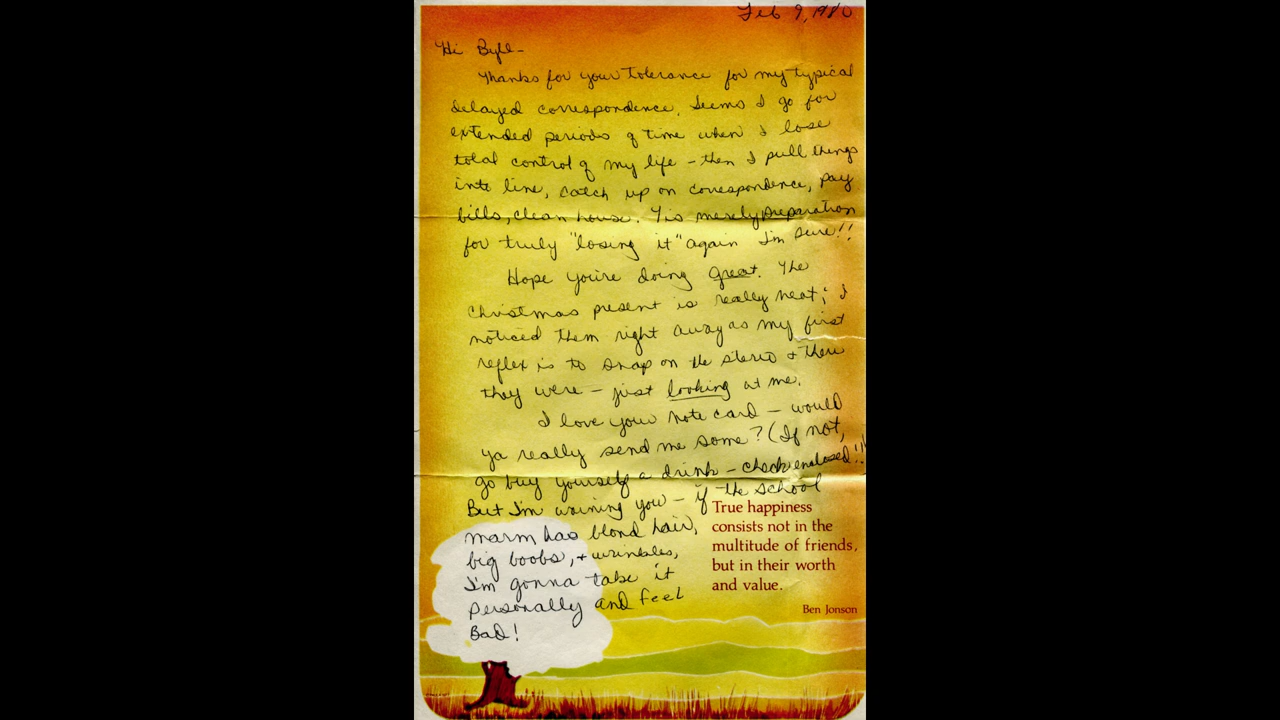 Feb 9, 1980
Hi Byll-
Thanks for your tolerance for my typical
delayed correspondence. Seems I go for
extended periods of time when I lose
total control of my life - then I pull things
into line, catch up on correspondence, pay
bills, clean house. Tis merely preparation
for truly "losing it" again I'm sure!!
Hope you're doing great. The
Christmas present is really neat; I
noticed them right away as my first
reflex is to snap on the stereo & there
they were - just looking at me.
I love your note card - would
ya really send me some? (If not,
go buy yourself a drink - check enclosed!!!
But I'm warning you - if the school
marm has blond hair,
big boobs, & wrinkles,
I'm gonna take it
personally and feel
Bad!
True happiness
consists not in the
multitude of friends,
but in their worth
and value.
Ben Jonson